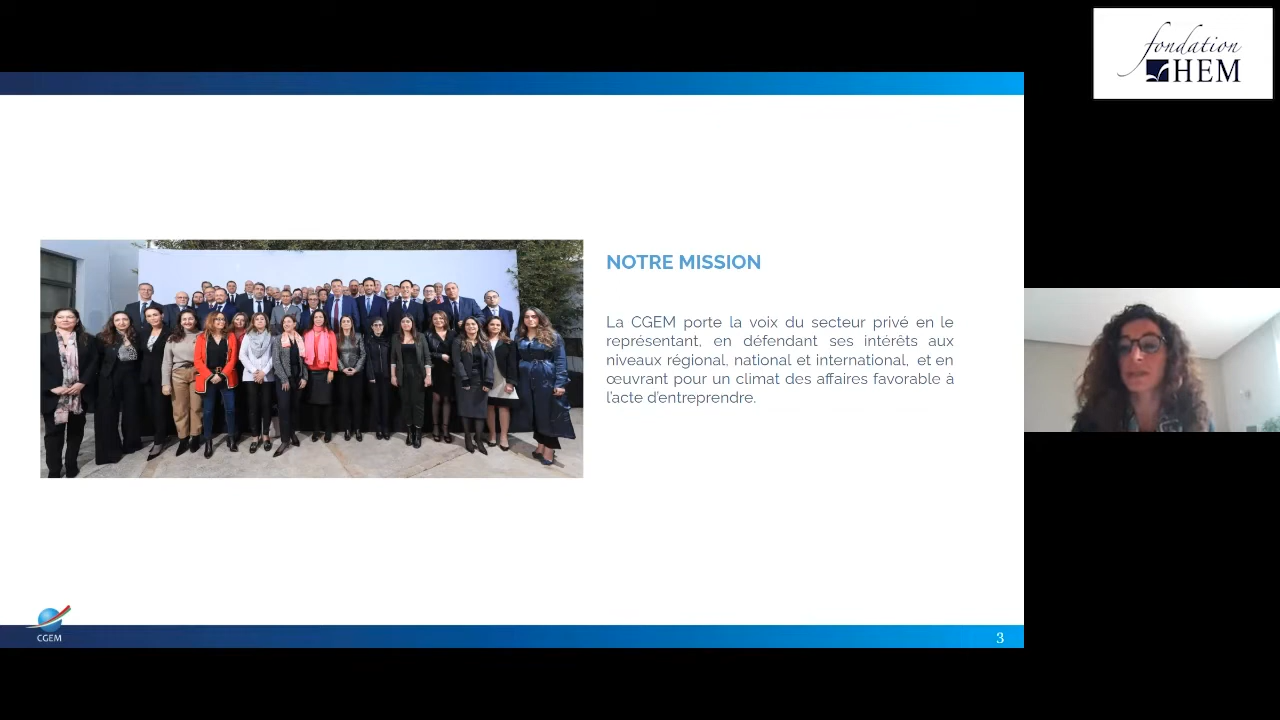 fondation
HEM
NOTRE MISSION
La CGEM porte la voix du secteur privé en le
représentant, en défendant ses intérêts aux
niveaux régional, national et international, et en
œuvrant pour un climat des affaires favorable à
l'acte d'entreprendre.
CGEM
3